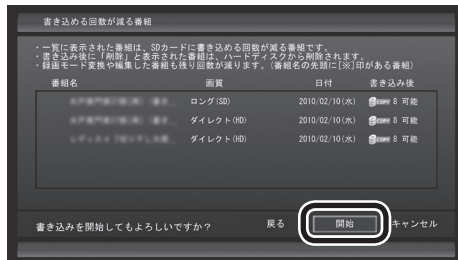 書き込める回数が減る番組
・一覧に表示された番組は、SDカードに書き込める回数が減る番組です。
・書き込み後に「削除」と表示された番組は、ハードディスクから削除されます。
・録画モード変換や編集した番組も残り回数が減ります。(番組名の先頭に[※]印がある番組)
番組名 画質 日付 書き込み後
ロング(SD) 2010/02/10(水) COPY 8 可能
ダイレクト(HD) 2010/02/10(水) COPY 8 可能
ダイレクト(HD) 2010/02/10(水) COPY 8 可能
書き込みを開始してもよろしいですか？ 戻る 開始 キャンセル